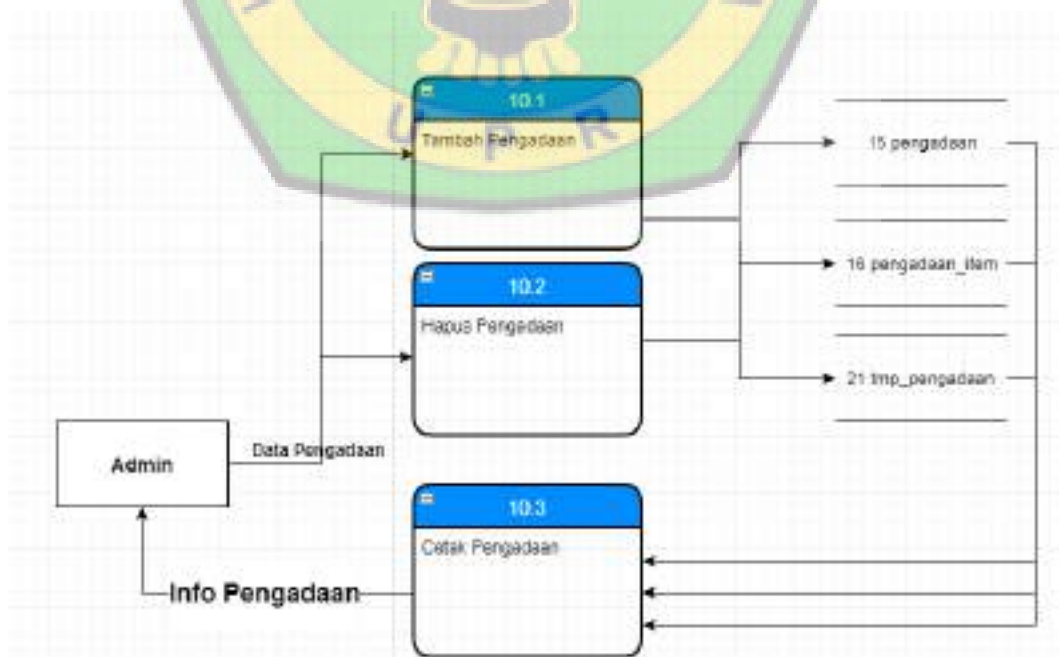 U P R
10.1
Tambah Pengadaan
15 pengadaan
16 pengadaan_item
10.2
Hapus Pengadaan
21 tmp_pengadaan
Admin
Data Pengadaan
10.3
Cetak Pengadaan
Info Pengadaan